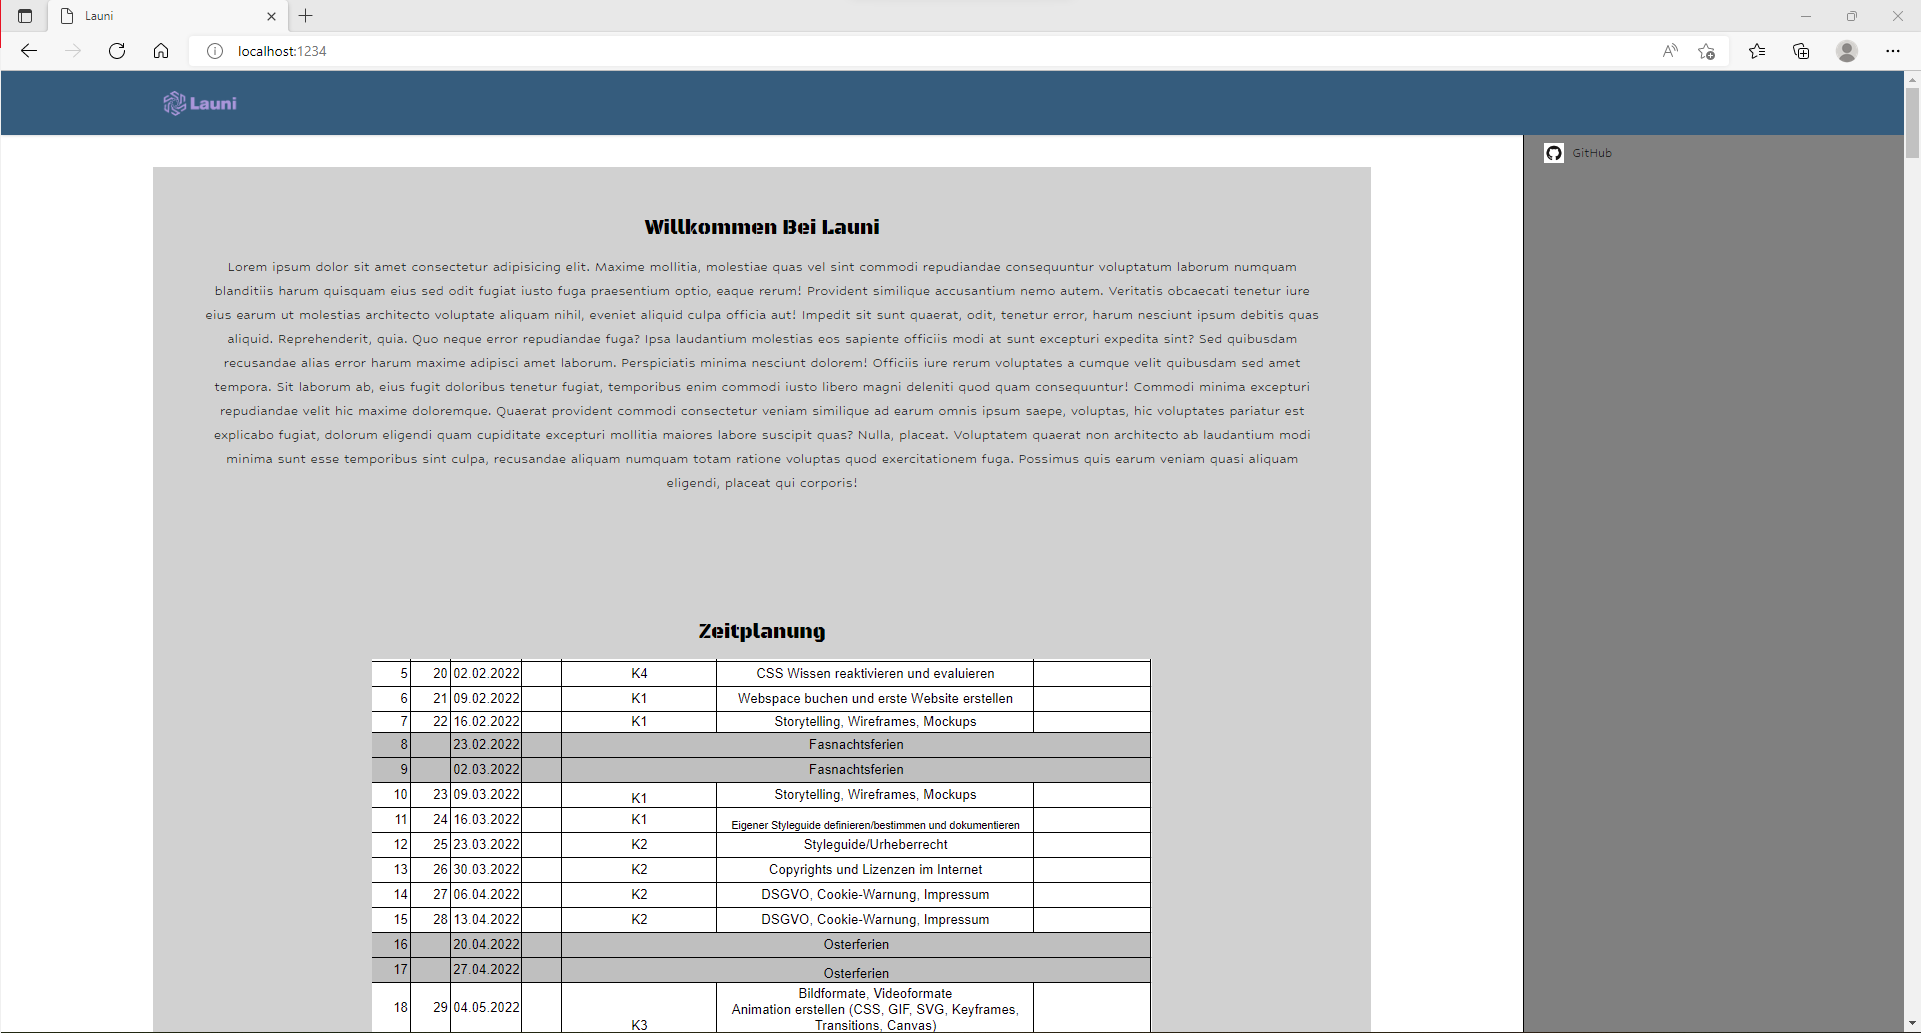 Launi
localhost:1234
Launi
GitHub
Willkommen Bei Launi
Lorem ipsum dolor sit amet consectetur adipisicing elit. Maxime mollitia, molestiae quas vel sint commodi repudiandae consequuntur voluptatum laborum numquam
blanditiis harum quisquam eius sed odit fugiat iusto fuga praesentium optio, eaque rerum! Provident similique accusantium nemo autem. Veritatis obcaecati tenetur iure
eius earum ut molestias architecto voluptate aliquam nihil, eveniet aliquid culpa officia aut! Impedit sit sunt quaerat, odit, tenetur error, harum nesciunt ipsum debitis quas
aliquid. Reprehenderit, quia. Quo neque error repudiandae fuga? Ipsa laudantium molestias eos sapiente officiis modi at sunt excepturi expedita sint? Sed quibusdam
recusandae alias error harum maxime adipisci amet laborum. Perspiciatis minima nesciunt dolorem! Officiis iure rerum voluptates a cumque velit quibusdam sed amet
tempora. Sit laborum ab, eius fugit doloribus tenetur fugiat, temporibus enim commodi iusto libero magni deleniti quod quam consequuntur! Commodi minima excepturi
repudiandae velit hic maxime doloremque. Quaerat provident commodi consectetur veniam similique ad earum omnis ipsum saepe, voluptas, hic voluptates pariatur est
explicabo fugiat, dolorum eligendi quam cupiditate excepturi mollitia maiores labore suscipit quas? Nulla, placeat. Voluptatem quaerat non architecto ab laudantium modi
minima sunt esse temporibus sint culpa, recusandae aliquam numquam totam ratione voluptas quod exercitationem fuga. Possimus quis earum veniam quasi aliquam
eligendi, placeat qui corporis!
Zeitplanung
5 20 02.02.2022 K4 CSS Wissen reaktivieren und evaluieren
6 21 09.02.2022 K1 Webspace buchen und erste Website erstellen
7 22 16.02.2022 K1 Storytelling, Wireframes, Mockups
8 23.02.2022 Fasnachtsferien
9 02.03.2022 Fasnachtsferien
10 23 09.03.2022 K1 Storytelling, Wireframes, Mockups
11 24 16.03.2022 K1 Eigener Styleguide definieren/bestimmen und dokumentieren
12 25 23.03.2022 K2 Styleguide/Urheberrecht
13 26 30.03.2022 K2 Copyrights und Lizenzen im Internet
14 27 06.04.2022 K2 DSGVO, Cookie-Warnung, Impressum
15 28 13.04.2022 K2 DSGVO, Cookie-Warnung, Impressum
16 20.04.2022 Osterferien
17 27.04.2022 Osterferien
18 29 04.05.2022 K3 Bildformate, Videoformate
Animation erstellen (CSS, GIF, SVG, Keyframes,
Transitions, Canvas)